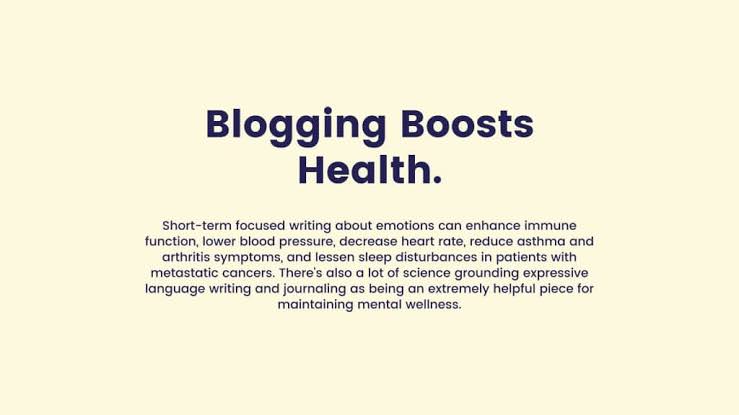 Blogging Boosts
Health.
Short-term focused writing about emotions can enhance immune
function, lower blood pressure, decrease heart rate, reduce asthma and
arthritis symptoms, and lessen sleep disturbances in patients with
metastatic cancers. There's also a lot of science grounding expressive
language writing and journaling as being an extremely helpful piece for
maintaining mental wellness.